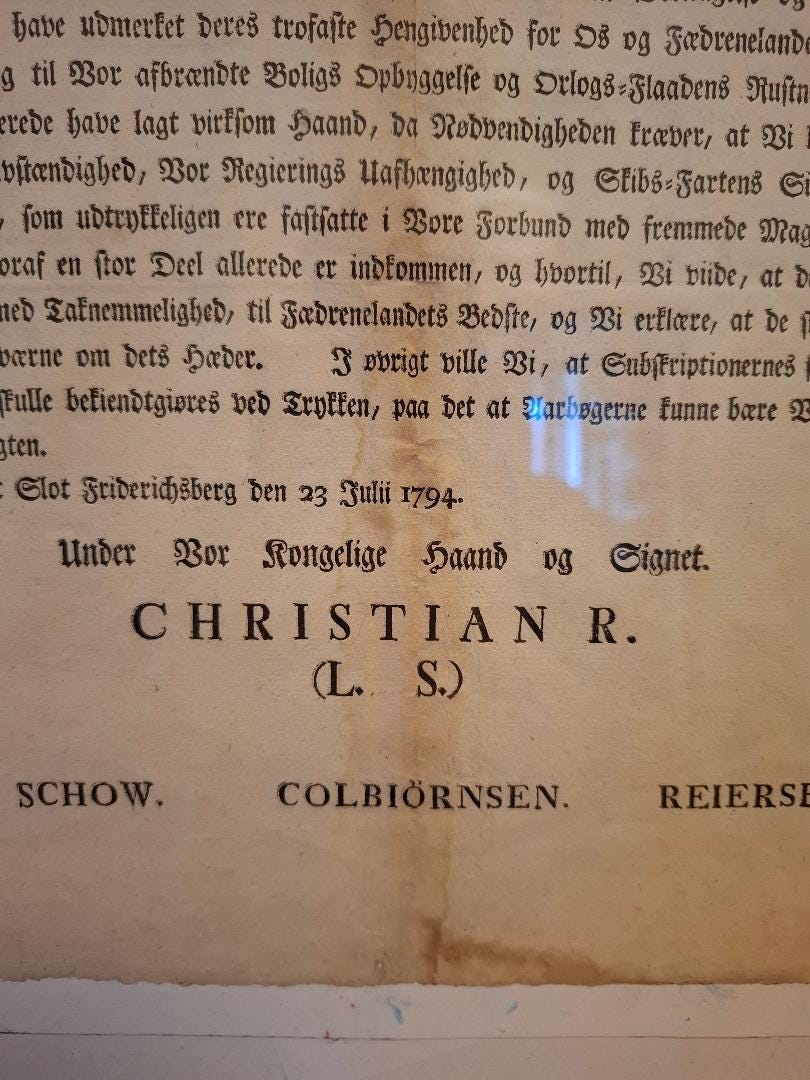 have udmerket deres trofaste Hengivenhed for Os og Fædrenelande
g til Vor afbrændte Boligs Opbyggelse og Orlogs-Flaadens Rustn
erede have lagt virksom Haand, da Nødvendigheden kræver, at Vi
vstændighed, Vor Regierings Uafhængighed, og Skibs-Fartens Si
, som udtrykkeligen ere fastsatte i Vore Forbund med fremmede Mag
oraf en stor Deel allerede er indkommen, og hvortil, Vi viide, at d
med Taknemmelighed, til Fædrenelandets Bedste, og Vi erklære, at de
værne om dets Hæder. I øvrigt ville Vi, at Subskriptionernes
skulle bekiendtgiøres ved Trykken, paa det at Aarbøgerne kunne bære V
gten.
Slot Friderichsberg den 23 Julii 1794.
Under Vor Kongelige Haand og Signet.
CHRISTIAN R.
(L. S.)
SCHOW. COLBIÖRNSEN. REIERSE